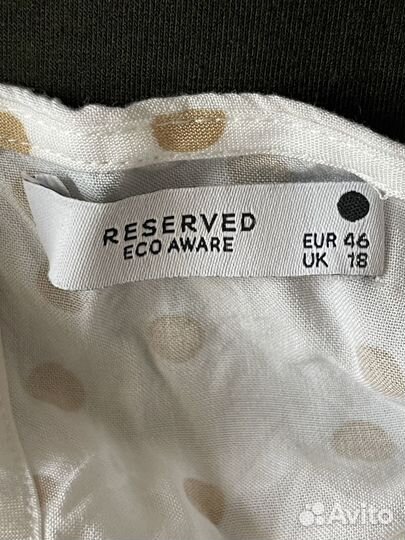 RESERVED
ECO AWARE
EUR 46
UK 18
Avito